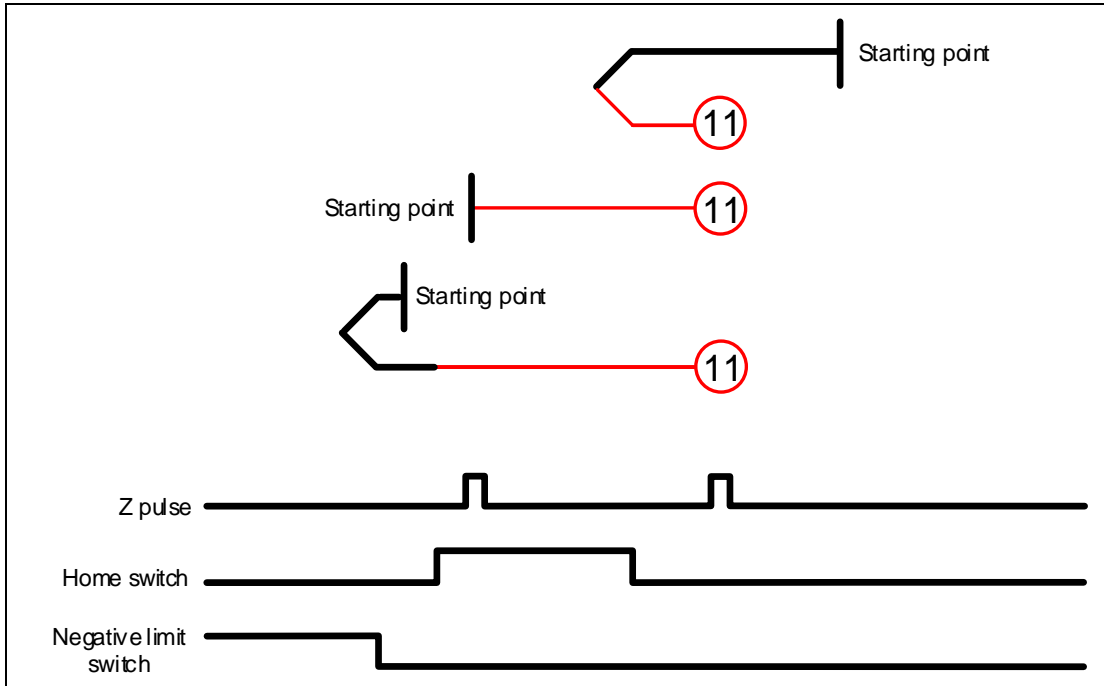 Starting point
11
Starting point
11
Starting point
11
Z pulse
Home switch
Negative limit
switch